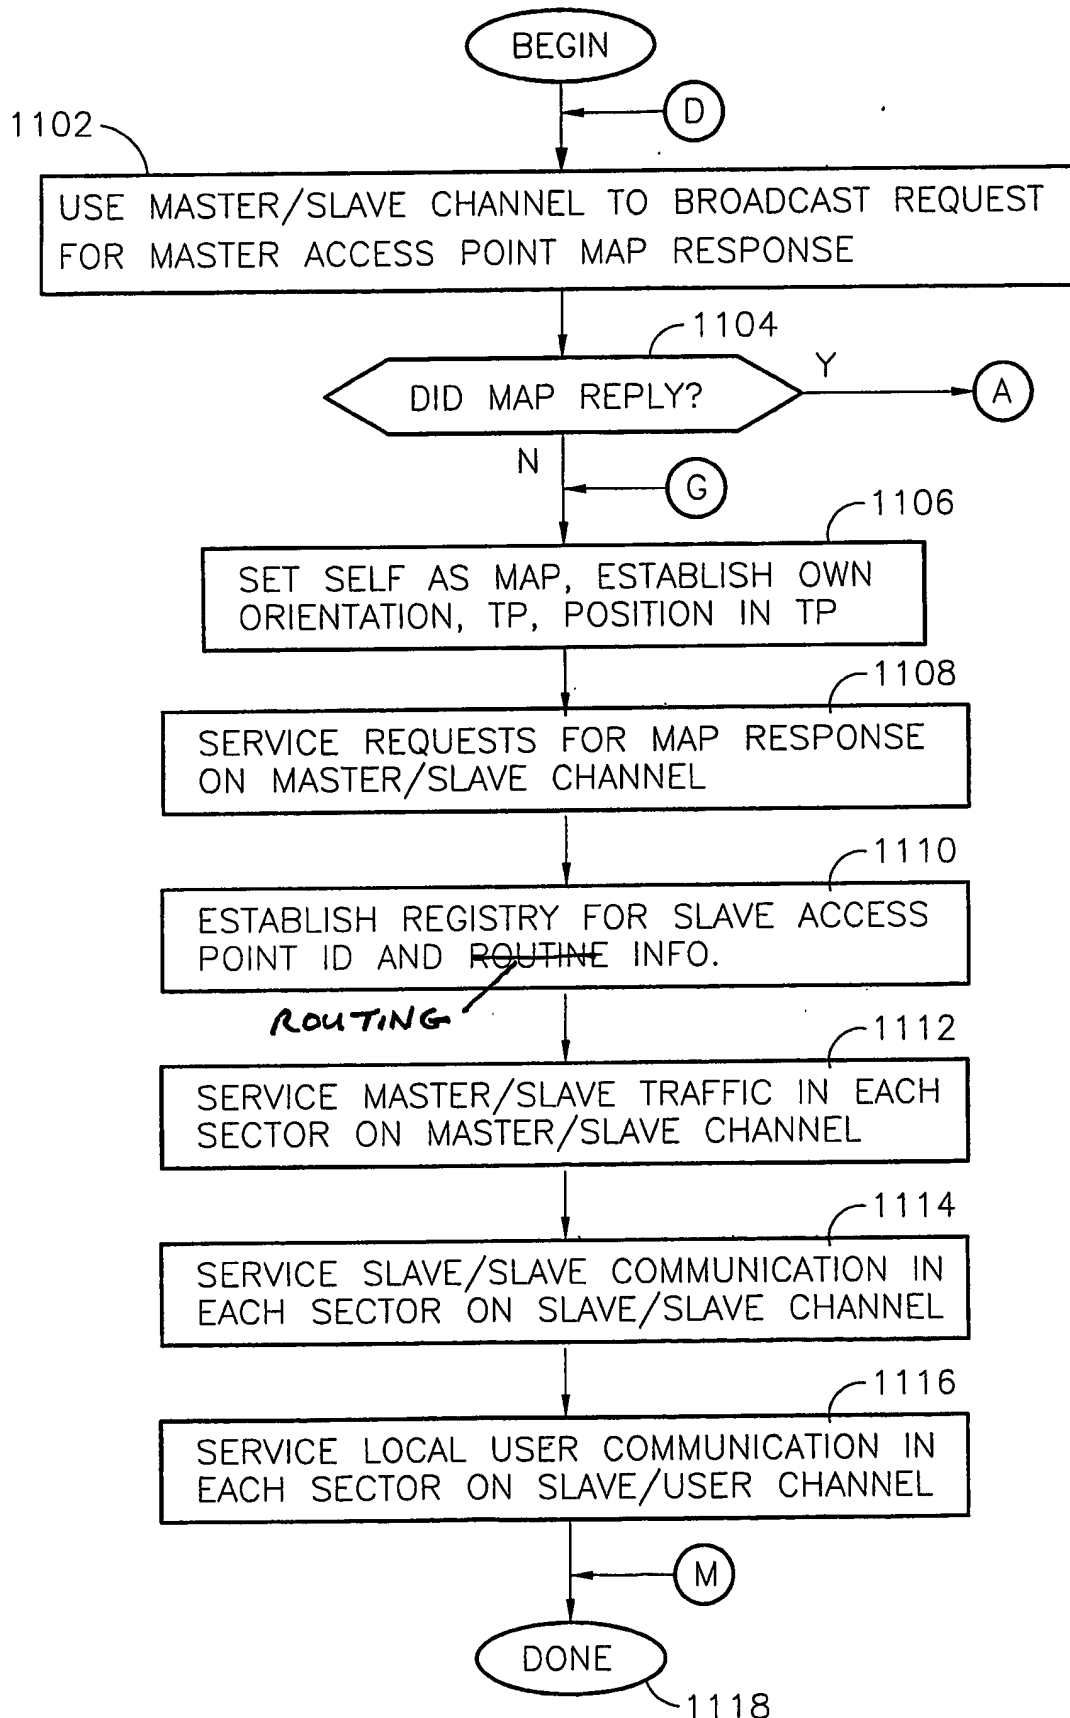 BEGIN
D
1102
USE MASTER/SLAVE CHANNEL TO BROADCAST REQUEST
FOR MASTER ACCESS POINT MAP RESPONSE
1104
DID MAP REPLY?
Y
A
N
G
1106
SET SELF AS MAP, ESTABLISH OWN
ORIENTATION, TP, POSITION IN TP
1108
SERVICE REQUESTS FOR MAP RESPONSE
ON MASTER/SLAVE CHANNEL
1110
ESTABLISH REGISTRY FOR SLAVE ACCESS
POINT ID AND ROUTINE INFO.
ROUTING
1112
SERVICE MASTER/SLAVE TRAFFIC IN EACH
SECTOR ON MASTER/SLAVE CHANNEL
1114
SERVICE SLAVE/SLAVE COMMUNICATION IN
EACH SECTOR ON SLAVE/SLAVE CHANNEL
1116
SERVICE LOCAL USER COMMUNICATION IN
EACH SECTOR ON SLAVE/USER CHANNEL
M
DONE
1118